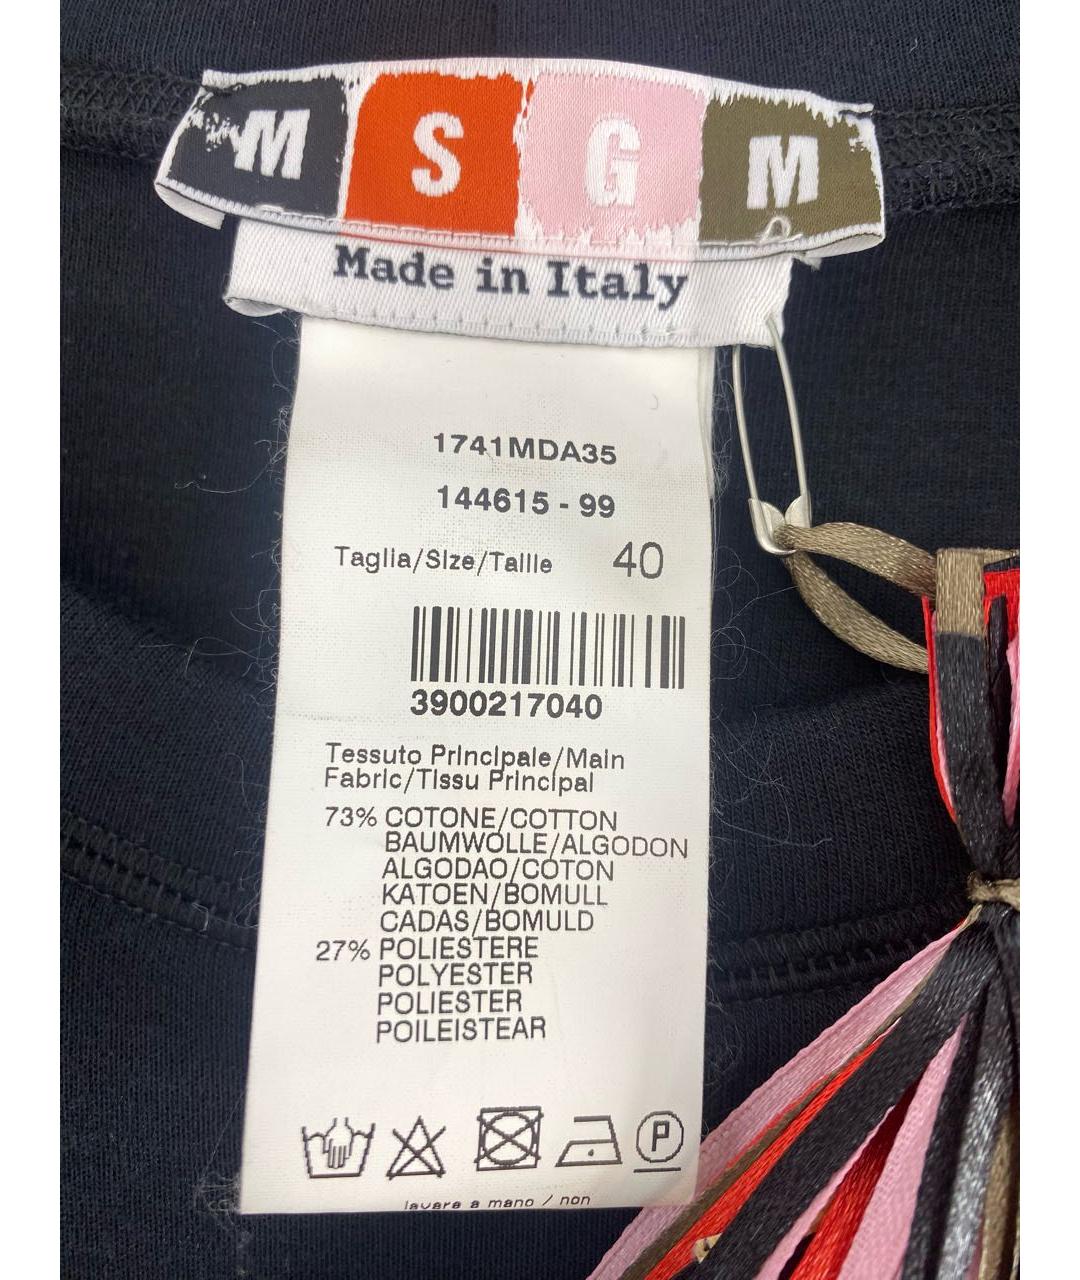 MSGM
Made in Italy
1741MDA35
144615 - 99
Taglia/Size/Taille 40
3900217040
Tessuto Principale/Main
Fabric/Tissu Principal
73% COTONE/COTTON
BAUMWOLLE/ALGODON
ALGODAO/COTON
KATOEN/BOMULL
CADAS/BOMULD
27% POLIESTERE
POLYESTER
POLIESTER
POILEISTEAR
P
lavare a mano / non